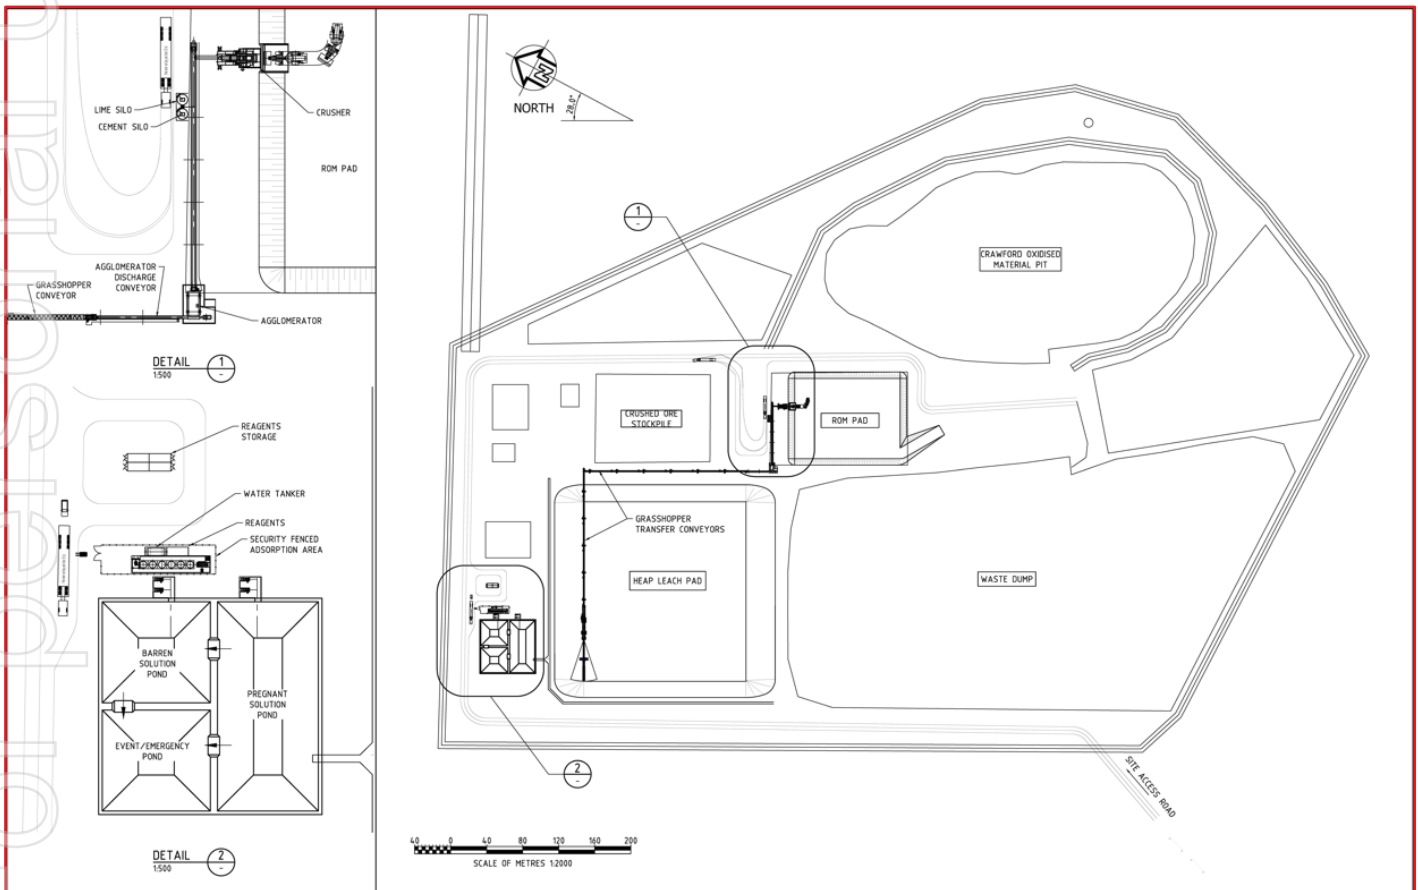 LIME SILO
CEMENT SILO
CRUSHER
ROM PAD
AGGLOMERATOR
DISCHARGE
CONVEYOR
GRASSHOPPER
CONVEYOR
AGGLOMERATOR
DETAIL
1:500
1
-
REAGENTS
STORAGE
WATER TANKER
REAGENTS
SECURITY FENCED
ADSORPTION AREA
BARREN
SOLUTION
POND
PREGNANT
SOLUTION
POND
EVENT/EMERGENCY
POND
DETAIL
1:500
2
-
N
NORTH
28.0°
1
-
CRAWFORD OXIDISED
MATERIAL PIT
CRUSHED ORE
STOCKPILE
ROM PAD
GRASSHOPPER
TRANSFER CONVEYORS
HEAP LEACH PAD
WASTE DUMP
2
-
SITE ACCESS ROAD
40 0 40 80 120 160 200
SCALE OF METRES 1:2000